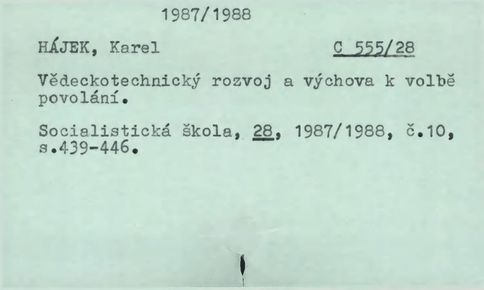 1987/1988
HÁJEK, Karel C 555/28
Vědeckotechnický rozvoj a výchova k volbě
povolání.
Socialistická škola, 28, 1987/1988, č.10,
s.439-446.